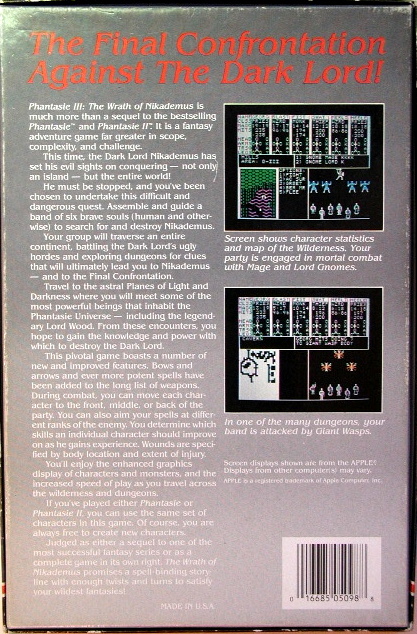 The Final Confrontation
Against The Dark Lord!
Phantasie III: The Wrath of Nikademus is
much more than a sequel to the bestselling
Phantasie™ and Phantasie II™. It is a fantasy
adventure game far greater in scope,
complexity, and challenge.
This time, the Dark Lord Nikademus has
set his evil sights on conquering — not only
an island — but the entire world!
He must be stopped, and you've been
chosen to undertake this difficult and
dangerous quest. Assemble and guide a
band of six brave souls (human and other-
wise) to search for and destroy Nikademus.
Your group will traverse an entire
continent, battling the Dark Lord's ugly
hordes and exploring dungeons for clues
that will ultimately lead you to Nikademus
— and to the Final Confrontation.
Travel to the astral Planes of Light and
Darkness where you will meet some of the
most powerful beings that inhabit the
Phantasie Universe — including the legend-
ary Lord Wood. From these encounters, you
hope to gain the knowledge and power with
which to destroy the Dark Lord.
This pivotal game boasts a number of
new and improved features. Bows and
arrows and ever more potent spells have
been added to the long list of weapons.
During combat, you can move each char-
acter to the front, middle, or back of the
party. You can also aim your spells at differ-
ent ranks of the enemy. You determine which
skills an individual character should improve
on as he gains experience. Wounds are speci-
fied by body location and extent of injury.
You'll enjoy the enhanced graphics
display of characters and monsters, and the
increased speed of play as you travel across
the wilderness and dungeons.
If you've played either Phantasie or
Phantasie II, you can use the same set of
characters in this game. Of course, you are
always free to create new characters.
Judged as either a sequel to one of the
most successful fantasy series or as a
complete game in its own right, The Wrath of
Nikademus promises a spell-binding story-
line with enough twists and turns to satisfy
your wildest fantasies!
MADE IN U.S.A.
Screen shows character statistics
and map of the Wilderness. Your
party is engaged in mortal combat
with Mage and Lord Gnomes.
CAVERN
In one of the many dungeons, your
band is attacked by Giant Wasps.
Screen displays shown are from the APPLE®
Displays from other computer(s) may vary.
APPLE is a registered trademark of Apple Computer, Inc.
0 16685 05098 8